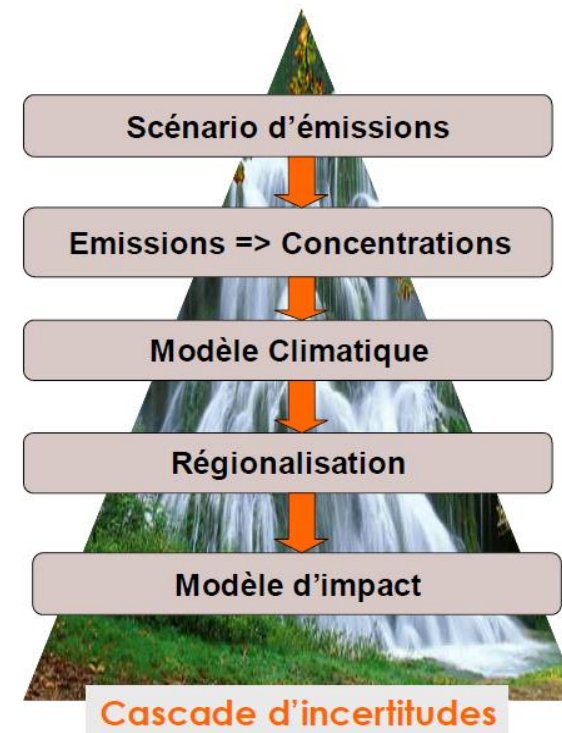 Scénario d'émissions
Emissions => Concentrations
Modèle Climatique
Régionalisation
Modèle d'impact
Cascade d'incertitudes